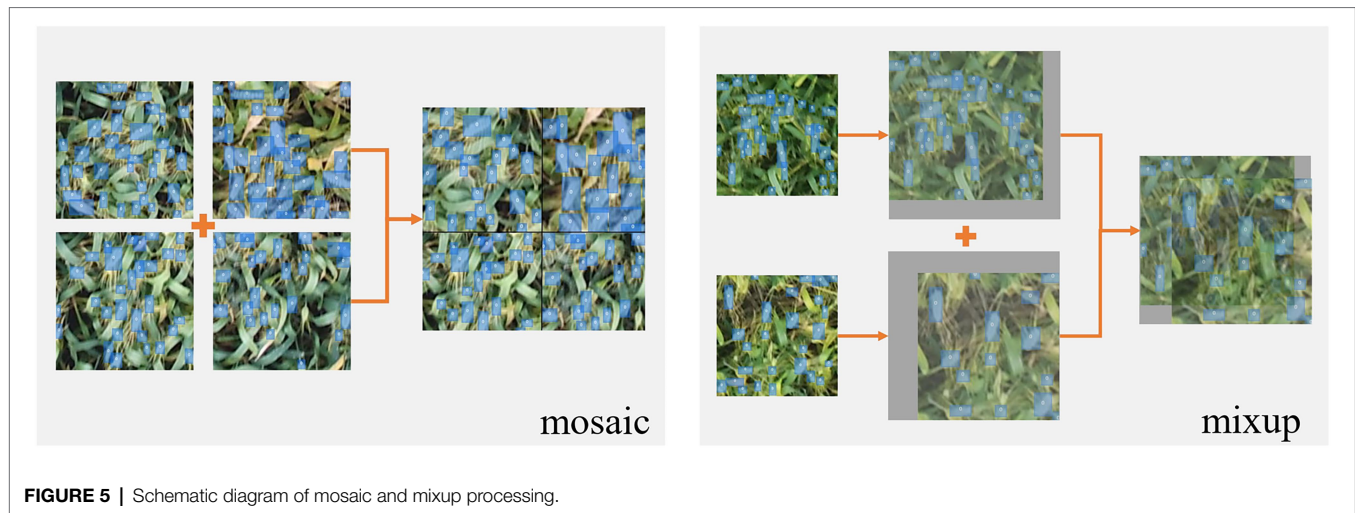 mosaic
mixup
FIGURE 5 | Schematic diagram of mosaic and mixup processing.